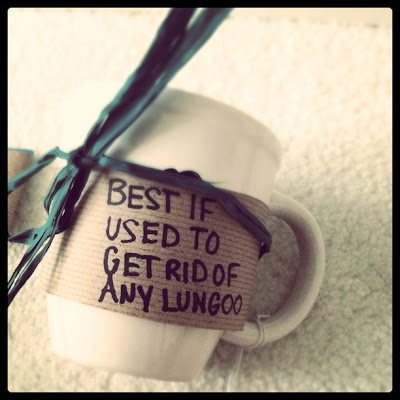 BEST IF
USED TO
GET RID OF
ANY LUNGOO